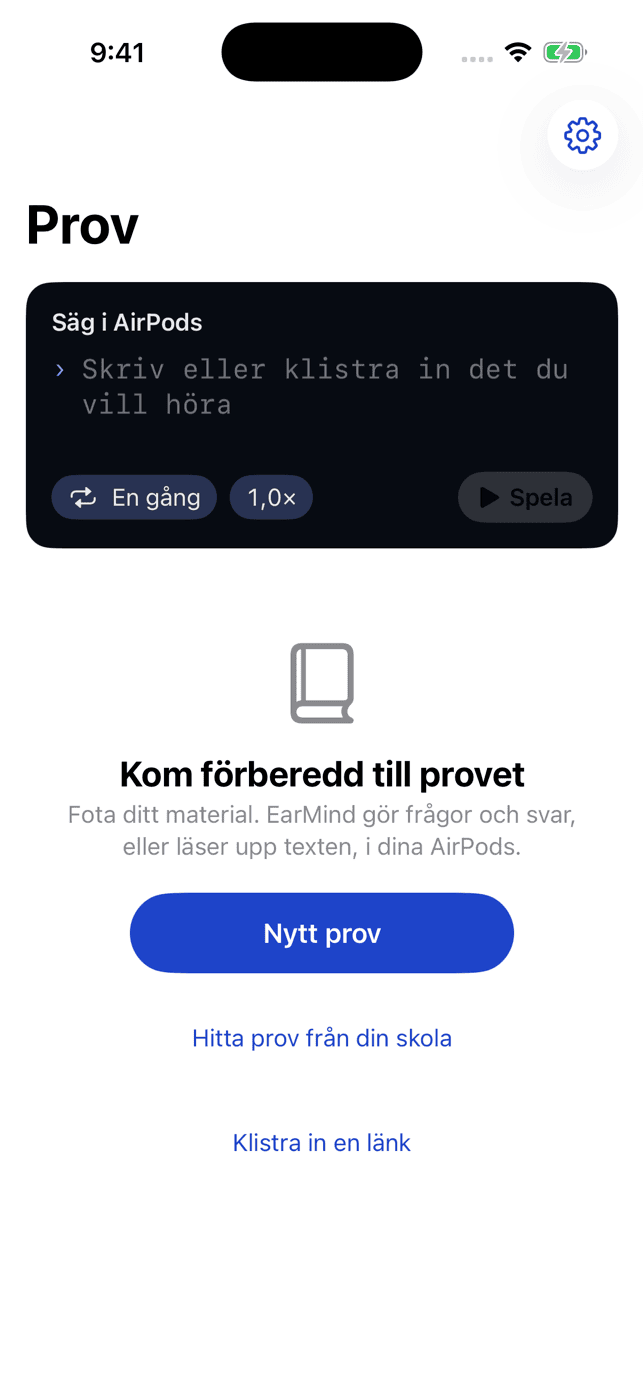 9:41
Prov
Säg i AirPods
› Skriv eller klistra in det du
vill höra
En gång
1,0×
Spela
Kom förberedd till provet
Fota ditt material. EarMind gör frågor och svar,
eller läser upp texten, i dina AirPods.
Nytt prov
Hitta prov från din skola
Klistra in en länk